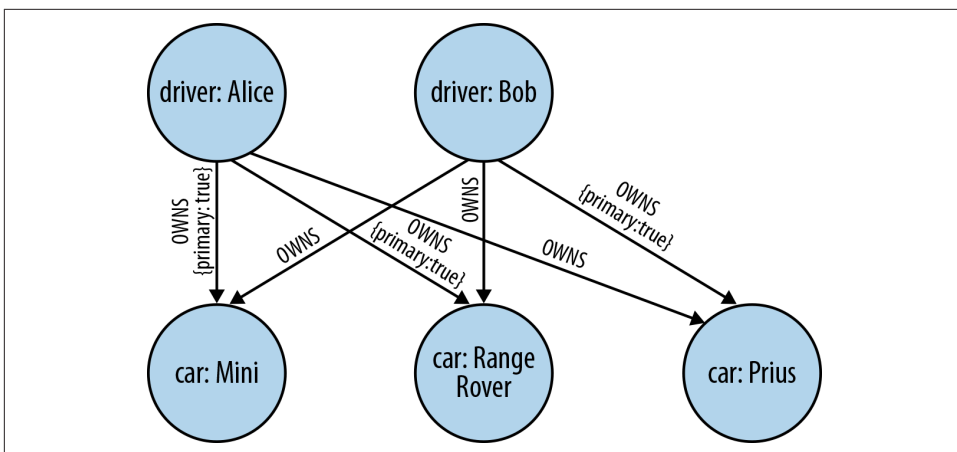 driver: Alice
driver: Bob
OWNS
{primary: true}
OWNS
OWNS
{primary:true}
OWNS
OWNS
OWNS
{primary:true}
car: Mini
car: Range
Rover
car: Prius